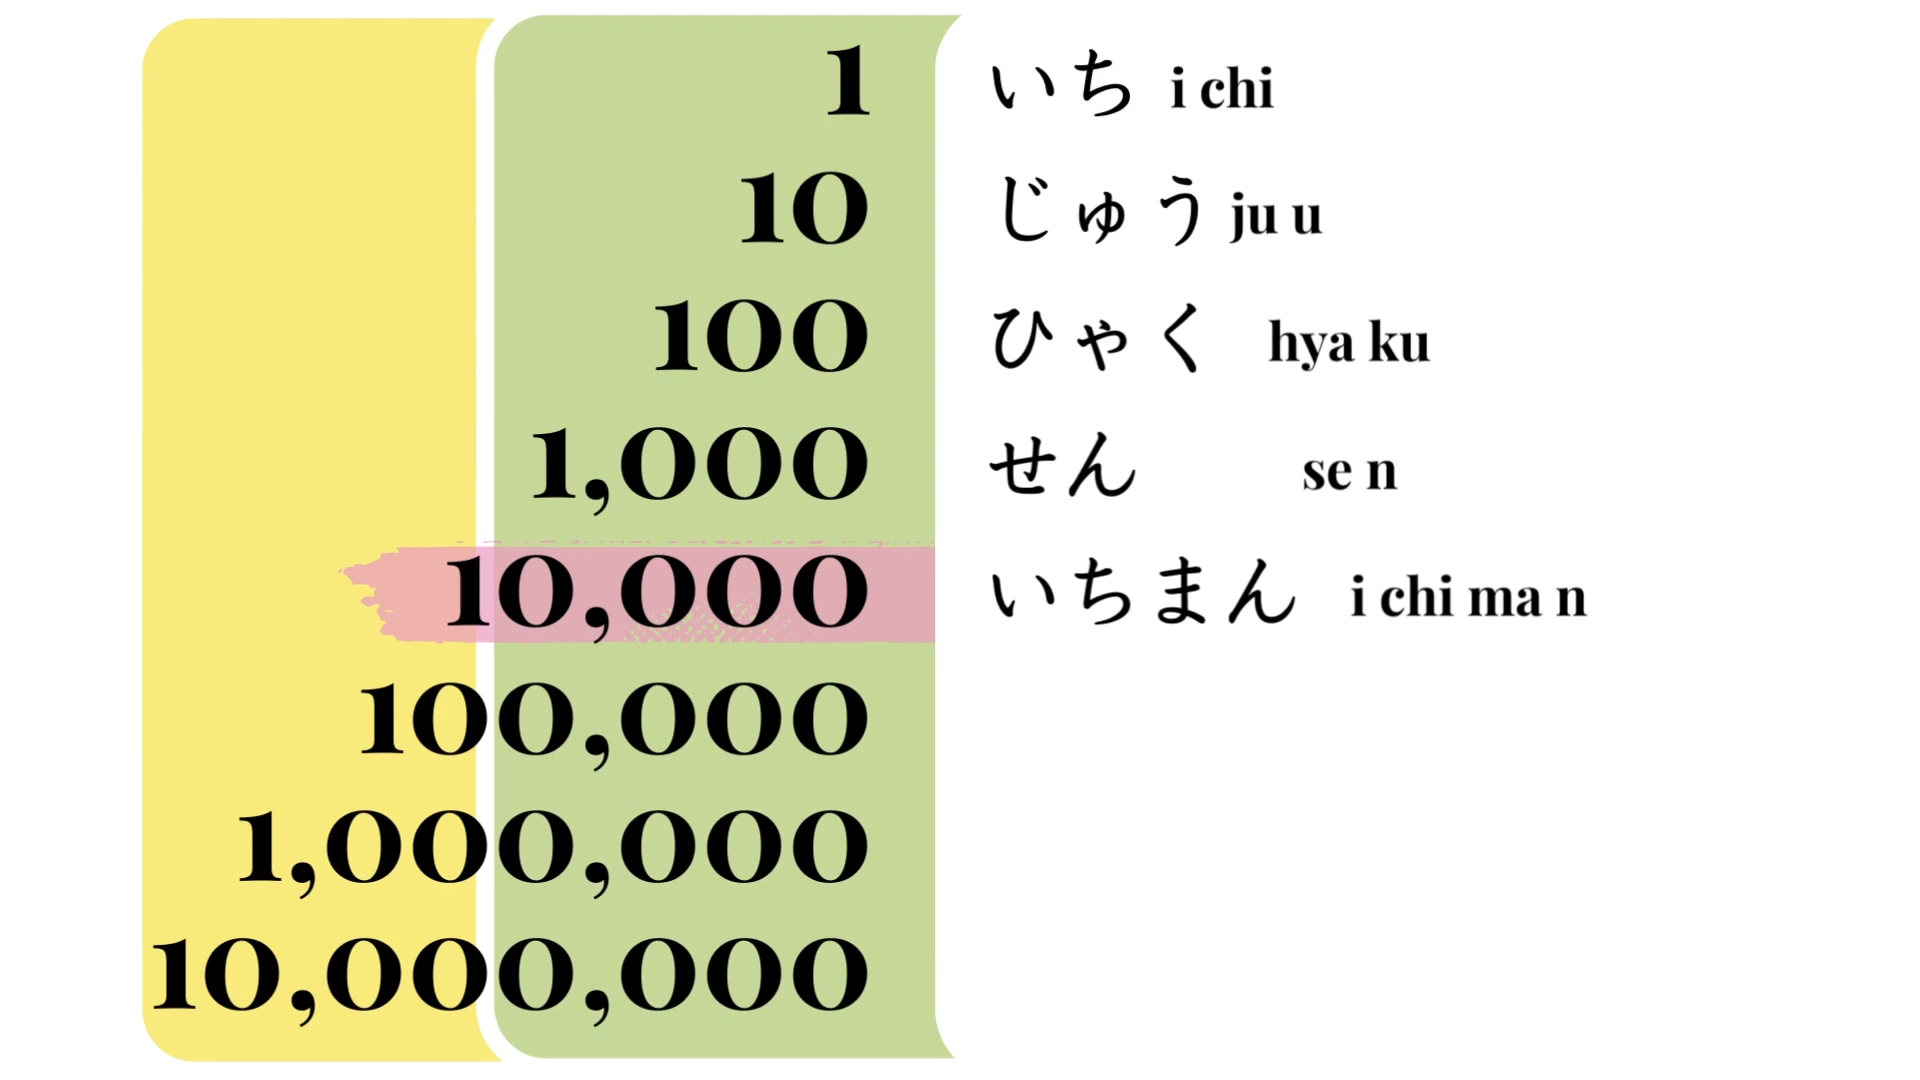 1 いち i chi
10 じゅう ju u
100 ひゃく hya ku
1,000 せん se n
10,000 いちまん i chi ma n
100,000
1,000,000
10,000,000